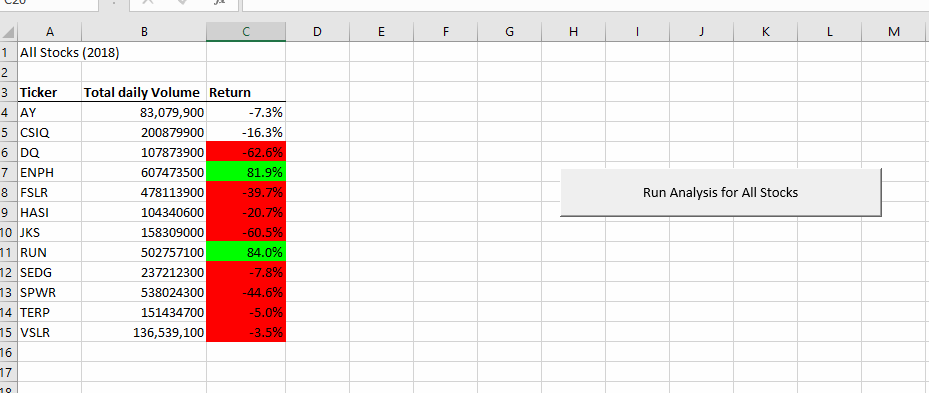 C20
A B C D E F G H I J K L M
1 All Stocks (2018)
2
3 Ticker Total daily Volume Return
4 AY 83,079,900 -7.3%
5 CSIQ 200879900 -16.3%
6 DQ 107873900 -62.6%
7 ENPH 607473500 81.9%
Run Analysis for All Stocks
8 FSLR 478113900 -39.7%
9 HASI 104340600 -20.7%
10 JKS 158309000 -60.5%
11 RUN 502757100 84.0%
12 SEDG 237212300 -7.8%
13 SPWR 538024300 -44.6%
14 TERP 151434700 -5.0%
15 VSLR 136,539,100 -3.5%
16
17
18